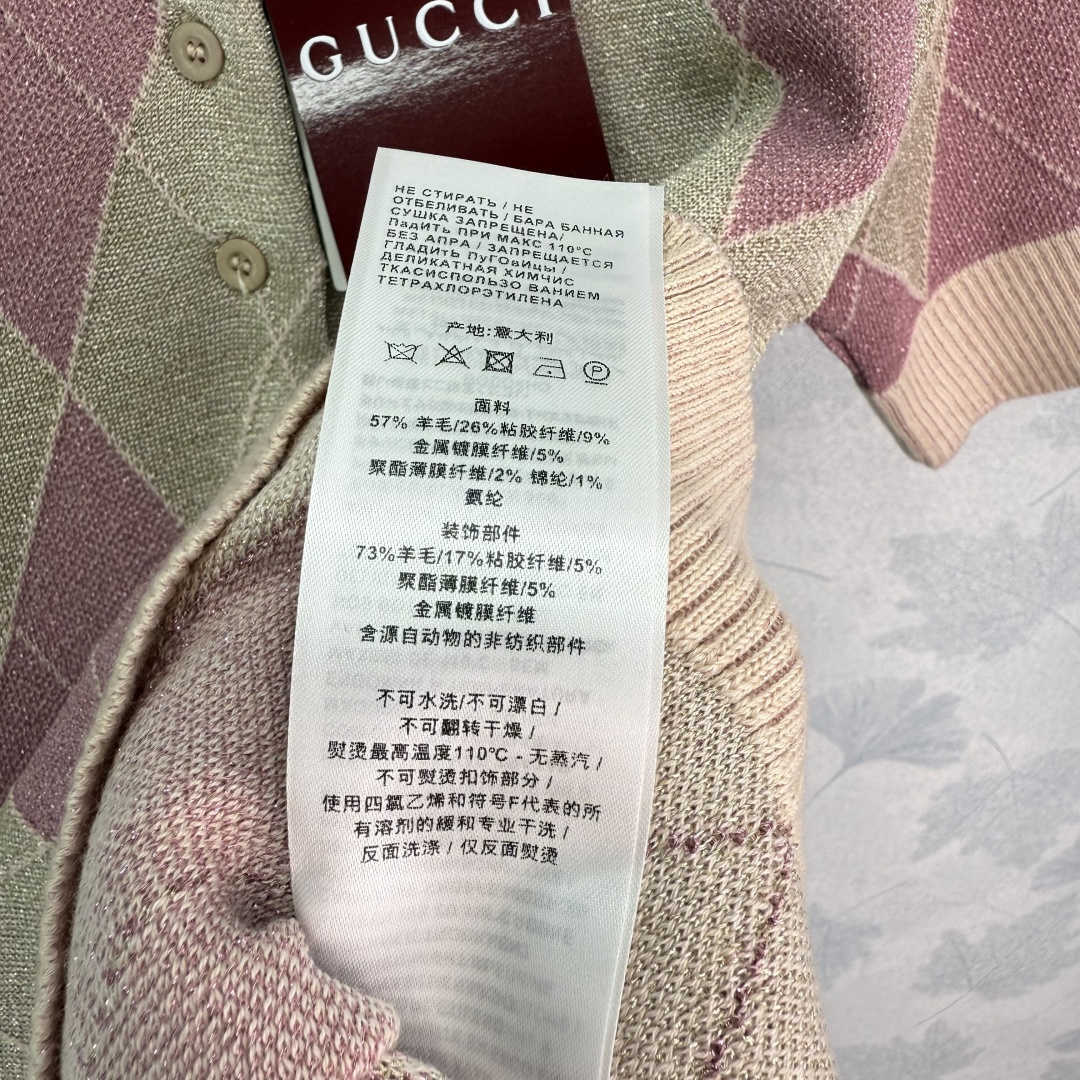 GUCCI
НЕ СТИРАТЬ / НЕ
ОТБЕЛИВАТЬ / БАРА БАННАЯ
СУШКА ЗАПРЕЩЕНА/
ПаДИТЬ ПРИ МАКС 110°C
БЕЗ АПРА / ЗАПРЕЩАЕТСЯ
ГЛАДИТЬ ПУГОВИЦЫ /
ДЕЛИКАТНАЯ ХИМЧИС
ТКАСИСПОЛЬЗО ВАНИЕМ
ТЕТРАХЛОРЭТИЛЕНА
产地:意大利
P
面料
57% 羊毛/26%粘胶纤维/9%
金属镀膜纤维/5%
聚酯薄膜纤维/2% 锦纶/1%
氨纶
装饰部件
73%羊毛/17%粘胶纤维/5%
聚酯薄膜纤维/5%
金属镀膜纤维
含源自动物的非纺织部件
不可水洗/不可漂白/
不可翻转干燥/
熨烫最高温度110℃ - 无蒸汽/
不可熨烫扣饰部分/
使用四氯乙烯和符号F代表的所
有溶剂的緩和专业干洗/
反面洗涤/仅反面熨烫